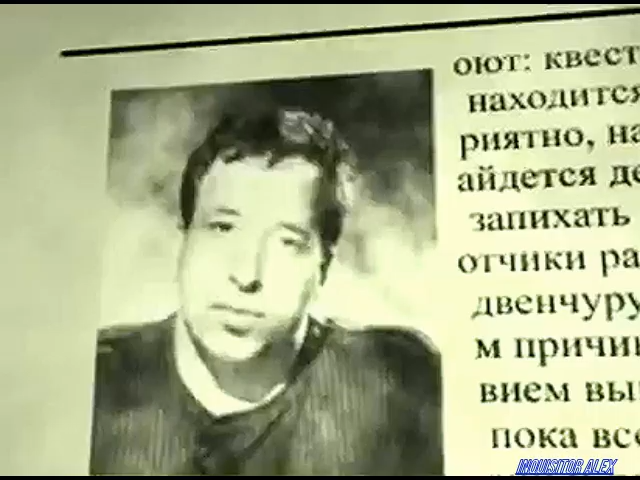 оют: квест
находится
риятно, на
айдется де
запихать
отчики ра
двенчуру
м причин
вием вы
пока все
INQUISITOR ALEX